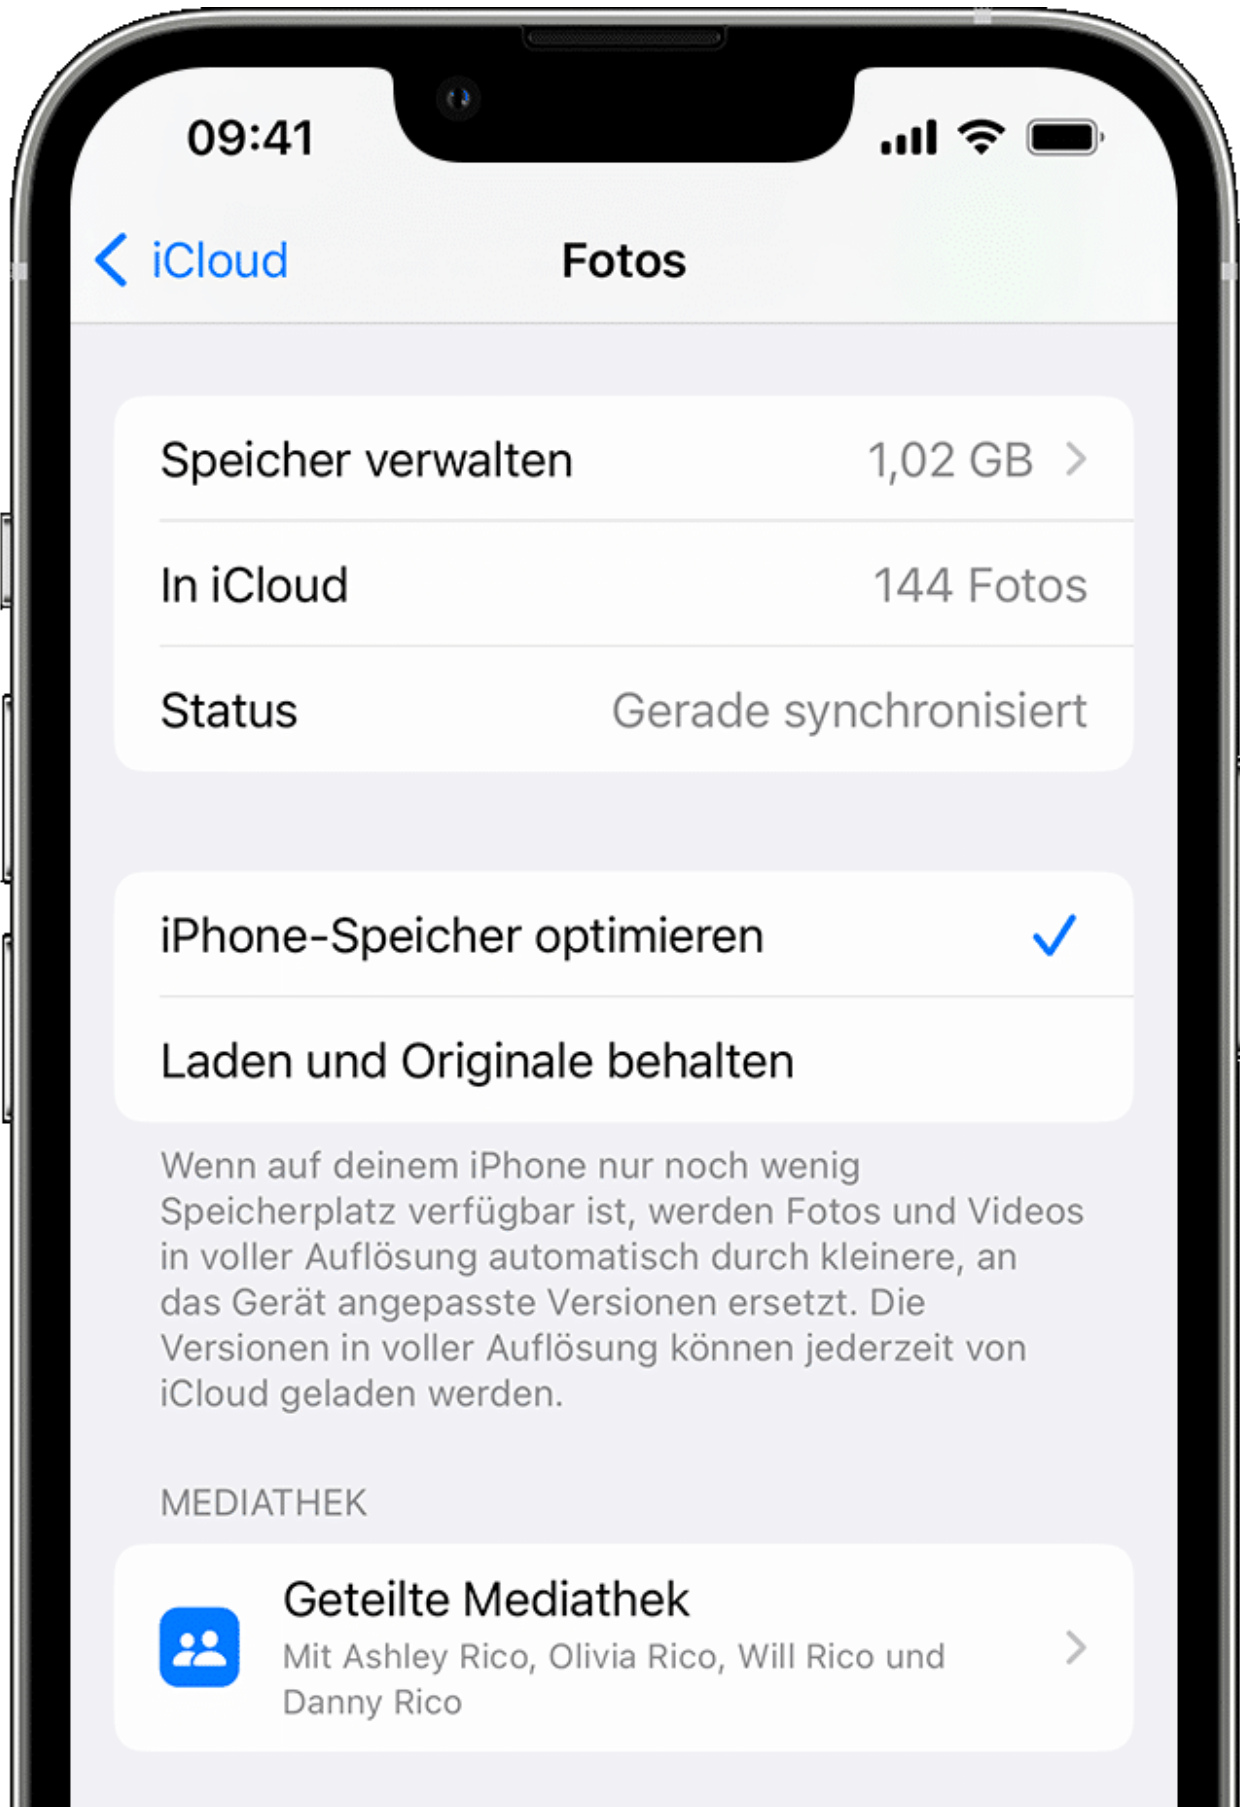 09:41
iCloud
Fotos
Speicher verwalten 1,02 GB
In iCloud 144 Fotos
Status Gerade synchronisiert
iPhone-Speicher optimieren
Laden und Originale behalten
Wenn auf deinem iPhone nur noch wenig
Speicherplatz verfügbar ist, werden Fotos und Videos
in voller Auflösung automatisch durch kleinere, an
das Gerät angepasste Versionen ersetzt. Die
Versionen in voller Auflösung können jederzeit von
iCloud geladen werden.
MEDIATHEK
Geteilte Mediathek
Mit Ashley Rico, Olivia Rico, Will Rico und
Danny Rico